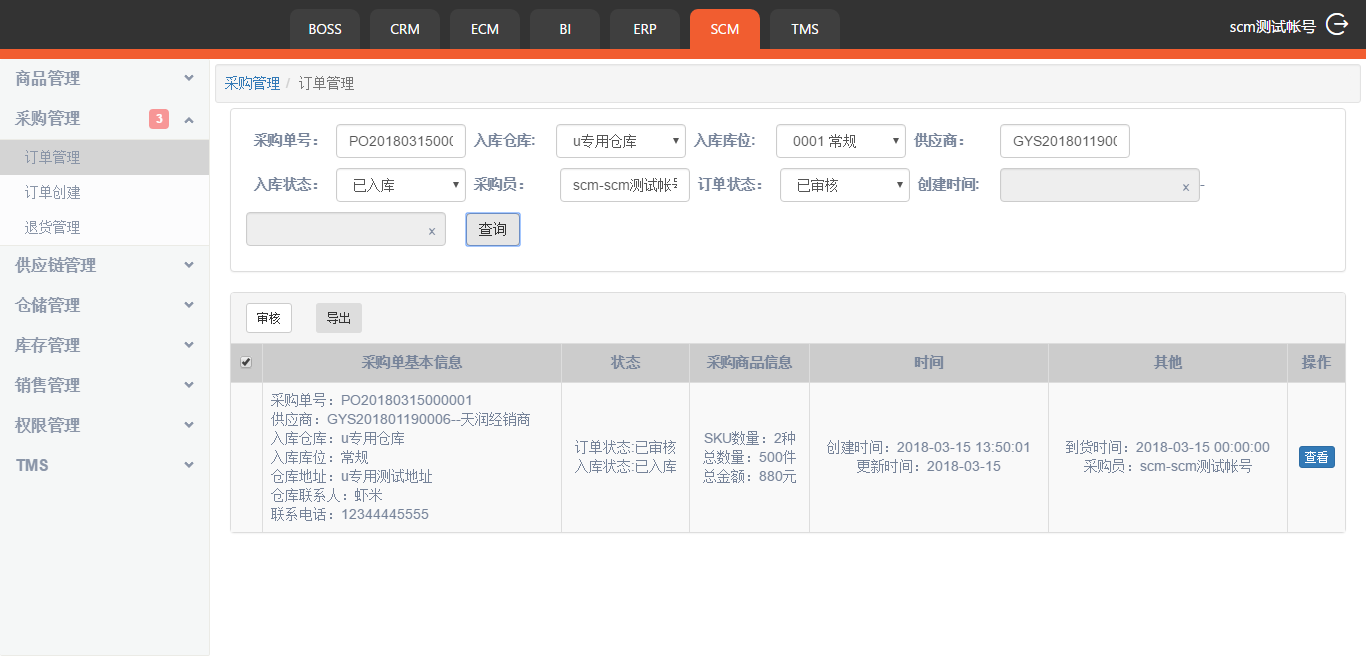 BOSS CRM ECM BI ERP SCM TMS scm测试帐号
商品管理
采购管理 3
订单管理
订单创建
退货管理
供应链管理
仓储管理
库存管理
销售管理
权限管理
TMS
采购管理 / 订单管理
采购单号： PO20180315000 入库仓库: u专用仓库 入库库位: 0001 常规 供应商： GYS2018011900
入库状态： 已入库 采购员： scm-scm测试帐 订单状态： 已审核 创建时间: x -
x 查询
审核 导出
采购单基本信息 状态 采购商品信息 时间 其他 操作
采购单号：PO20180315000001
供应商：GYS201801190006--天润经销商
入库仓库：u专用仓库
入库库位：常规
仓库地址：u专用测试地址
仓库联系人：虾米
联系电话：12344445555
订单状态:已审核
入库状态:已入库
SKU数量：2种
总数量：500件
总金额：880元
创建时间：2018-03-15 13:50:01
更新时间：2018-03-15
到货时间：2018-03-15 00:00:00
采购员：scm-scm测试帐号
查看